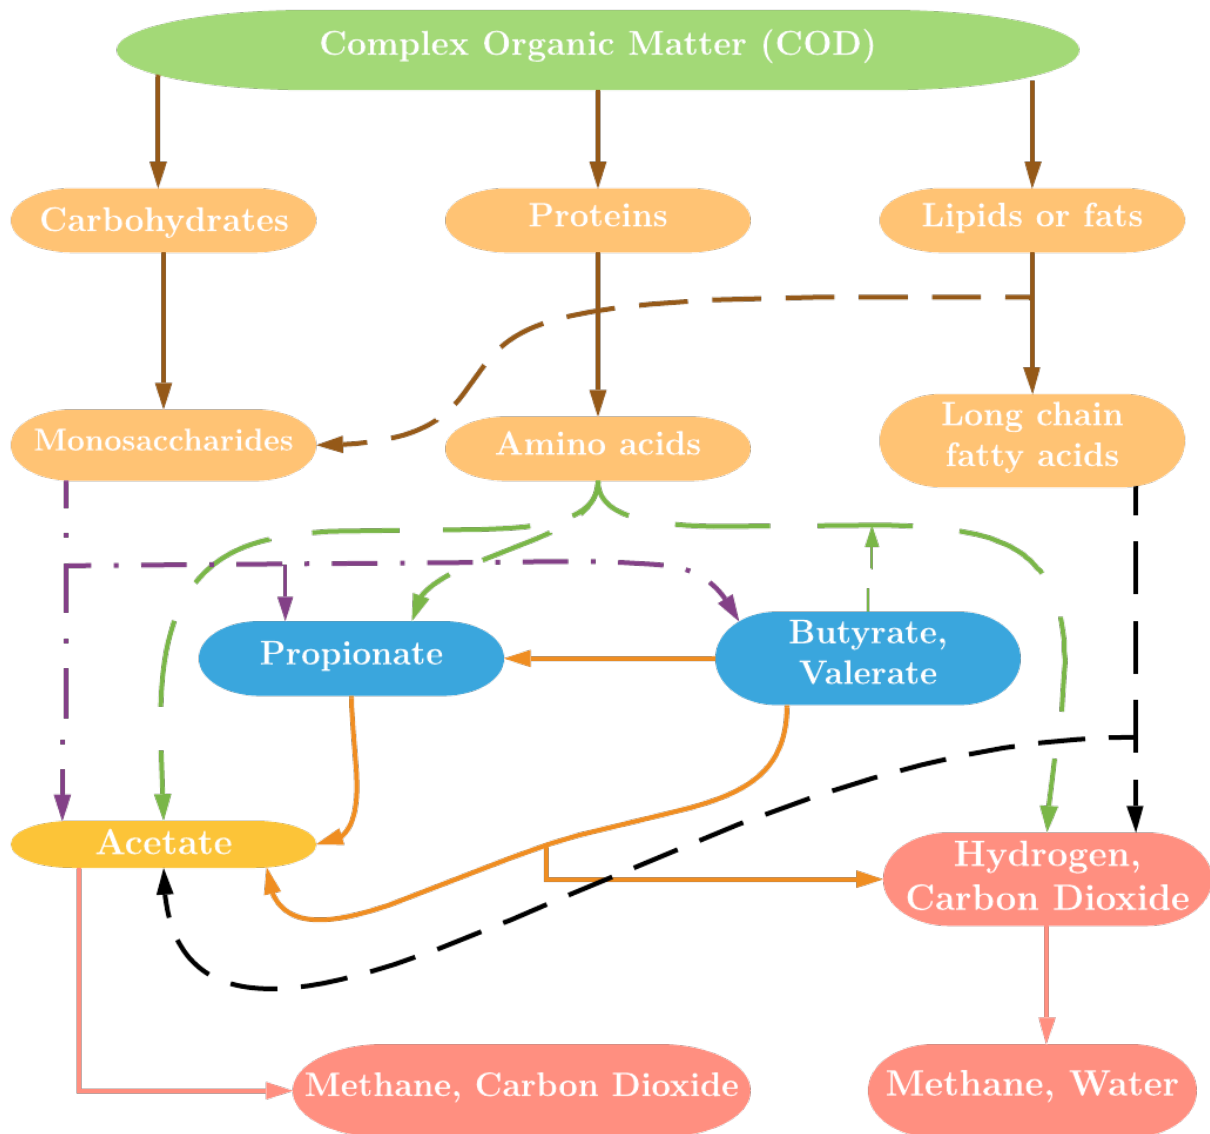 Complex Organic Matter (COD)
Carbohydrates
Proteins
Lipids or fats
Monosaccharides
Amino acids
Long chain
fatty acids
Propionate
Butyrate,
Valerate
Acetate
Hydrogen,
Carbon Dioxide
Methane, Carbon Dioxide
Methane, Water